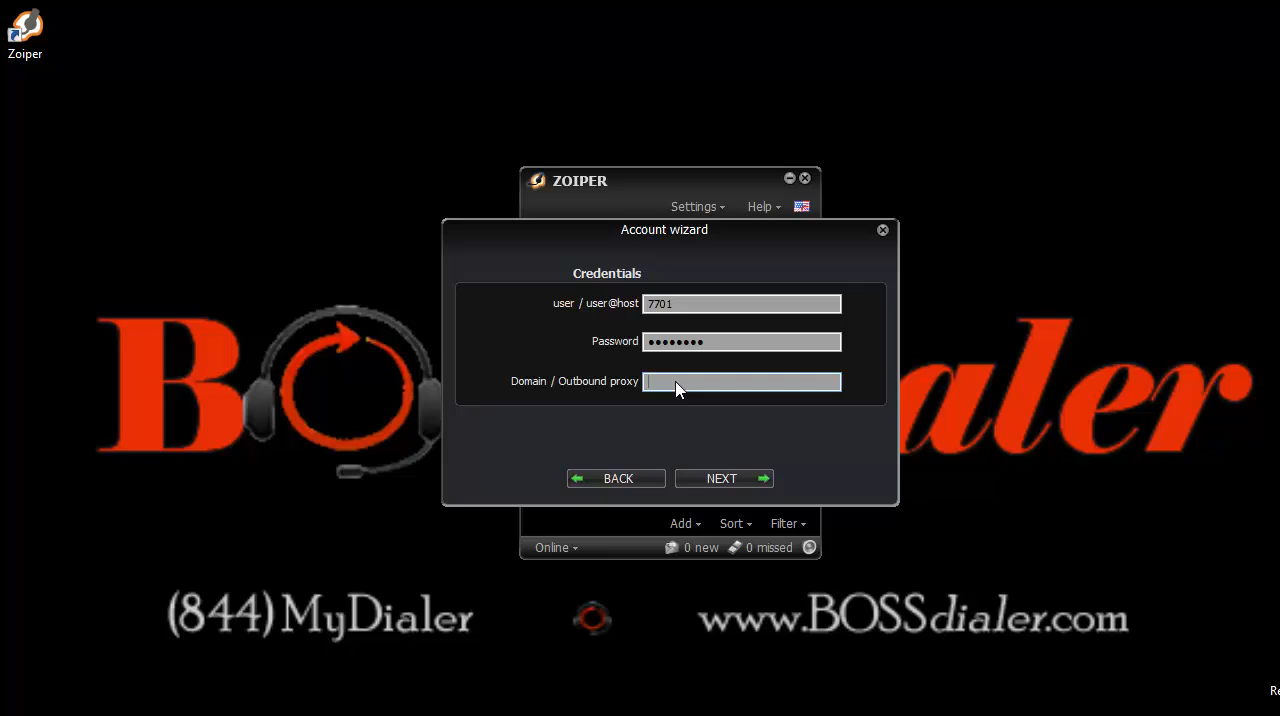 Zoiper
ZOIPER
Settings
Help
Account wizard
Credentials
user / user@host
7701
Password
••••••••
Domain / Outbound proxy
BACK
NEXT
Add
Sort
Filter
Online
0 new
0 missed
(844)MyDialer
www.BOSSdialer.com